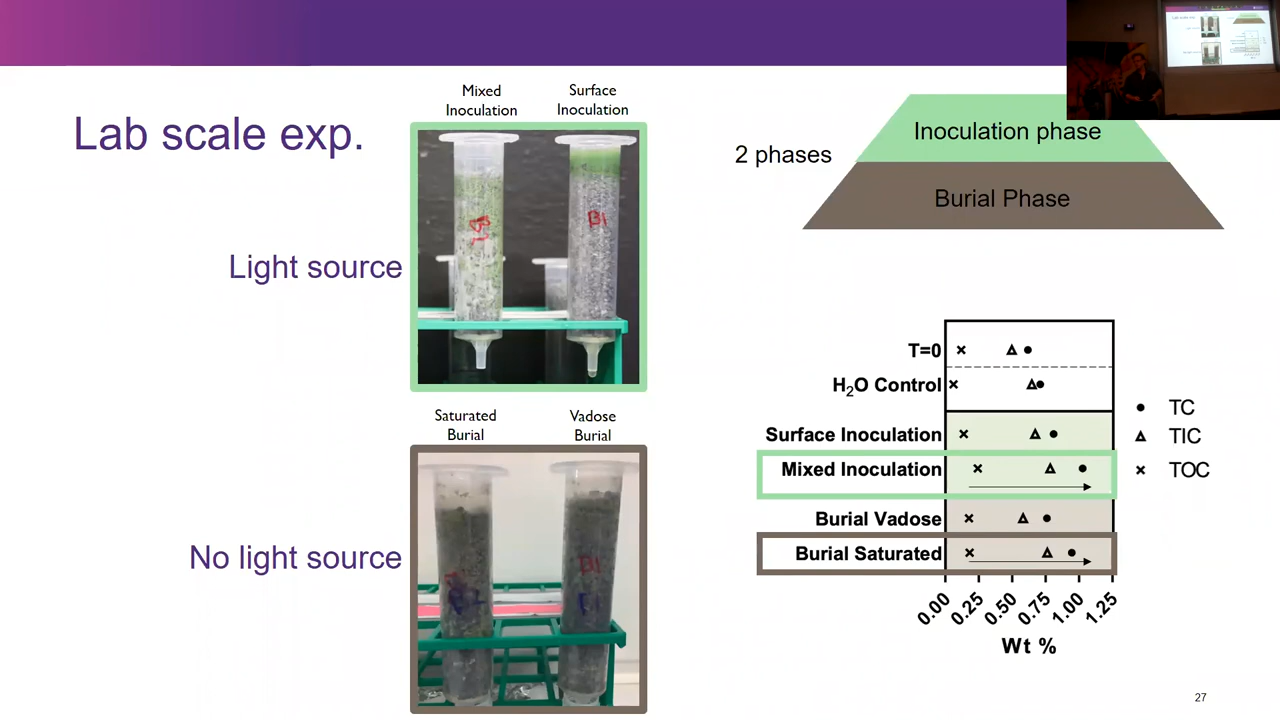 Lab scale exp.
Mixed
Inoculation
Surface
Inoculation
Light source
B1
Saturated
Burial
Vadose
Burial
No light source
B1
2 phases
Inoculation phase
Burial Phase
T=0
H₂O Control
Surface Inoculation
Mixed Inoculation
Burial Vadose
Burial Saturated
0.00 0.25 0.50 0.75 1.00 1.25
Wt %
TC
TIC
TOC
27